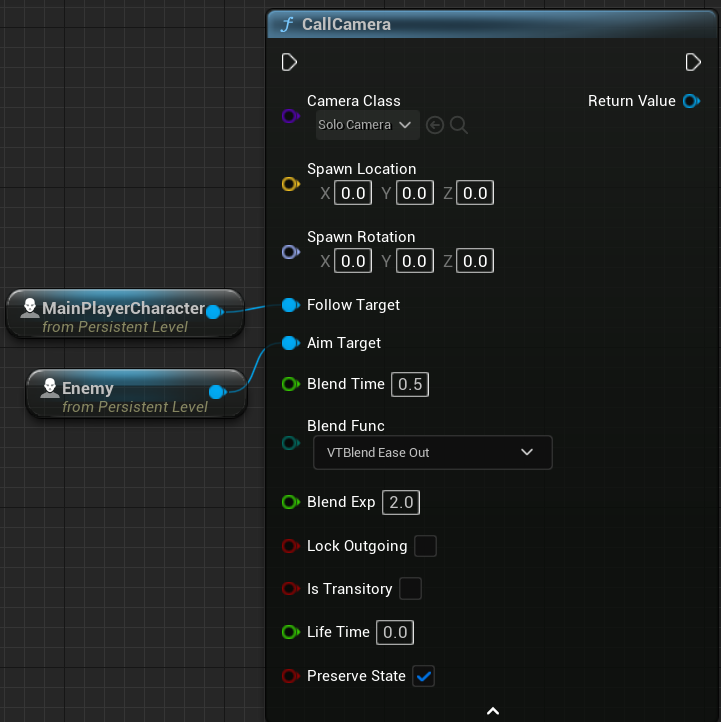 f CallCamera
Camera Class
Return Value
Solo Camera
Spawn Location
X 0.0 Y 0.0 Z 0.0
Spawn Rotation
X 0.0 Y 0.0 Z 0.0
MainPlayerCharacter
from Persistent Level
Follow Target
Aim Target
Enemy
from Persistent Level
Blend Time 0.5
Blend Func
VTBlend Ease Out
Blend Exp 2.0
Lock Outgoing
Is Transitory
Life Time 0.0
Preserve State